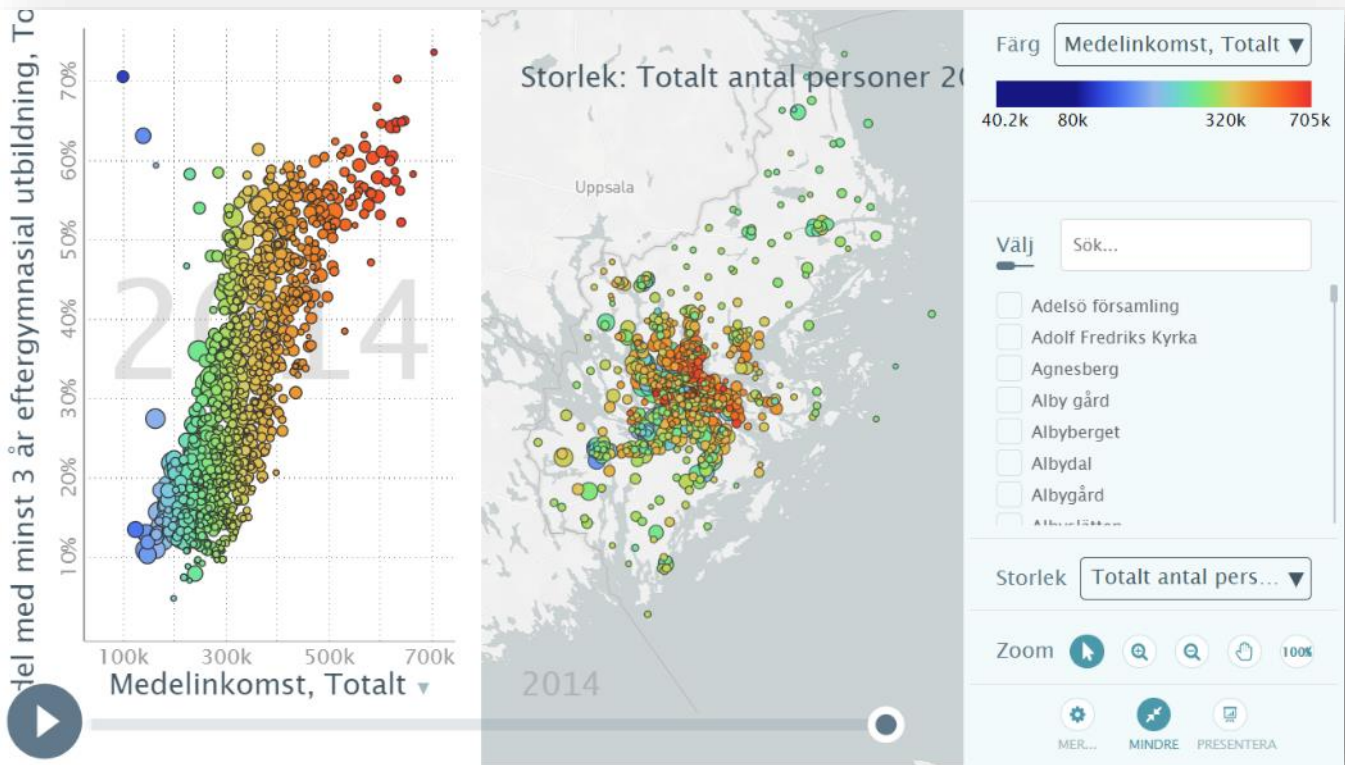 del med minst 3 år eftergymnasial utbildning, To
70%
60%
50%
40%
30%
20%
10%
2014
100k 300k 500k 700k
Medelinkomst, Totalt ▼
Storlek: Totalt antal personer 20
Uppsala
2014
Färg Medelinkomst, Totalt ▼
40.2k 80k 320k 705k
Välj Sök...
Adelsö församling
Adolf Fredriks Kyrka
Agnesberg
Alby gård
Albyberget
Albydal
Albygård
Albyslätten
Storlek Totalt antal pers... ▼
Zoom 100%
MER... MINDRE PRESENTERA